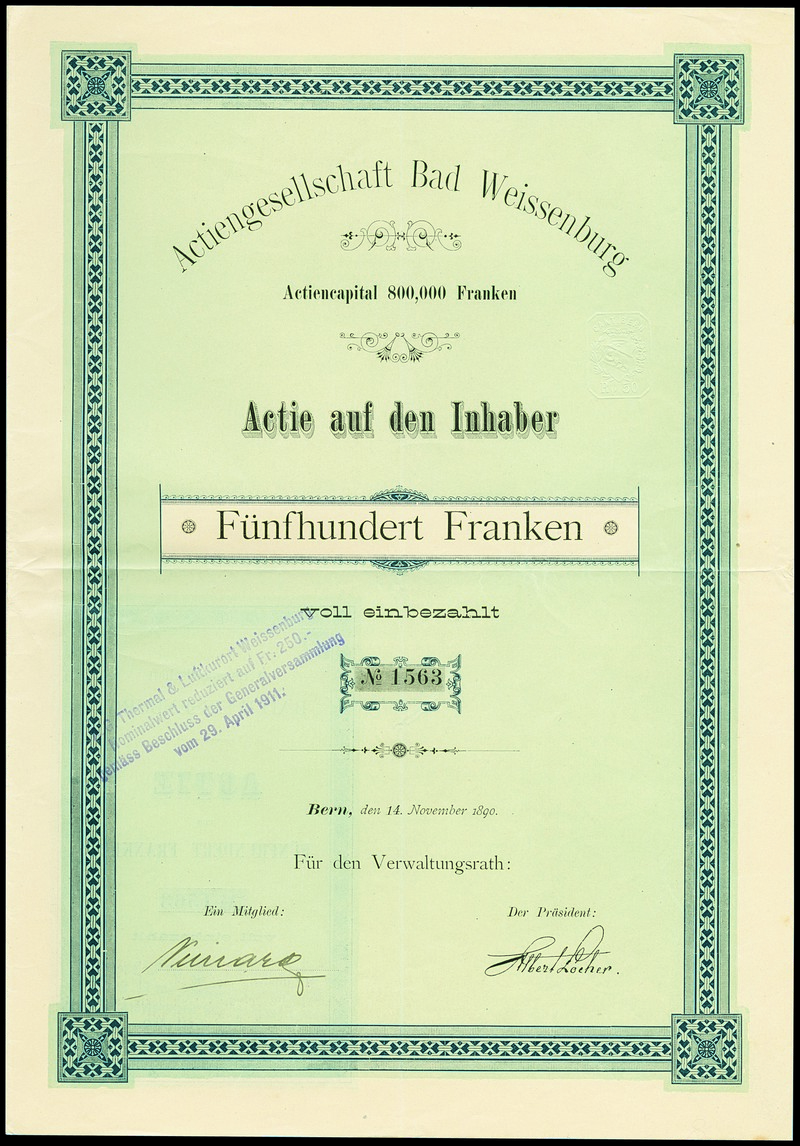 Actiengesellschaft Bad Weissenburg
Actiencapital 800,000 Franken
Actie auf den Inhaber
Fünfhundert Franken
voll einbezahlt
Thermal & Luftkurort Weissenburg
Nominalwert reduziert auf Fr. 250.-
gemäss Beschluss der Generalversammlung
vom 29. April 1911.
№ 1563
Bern, den 14. November 1890.
Für den Verwaltungsrath:
Ein Mitglied:
Der Präsident:
Albert Locher.